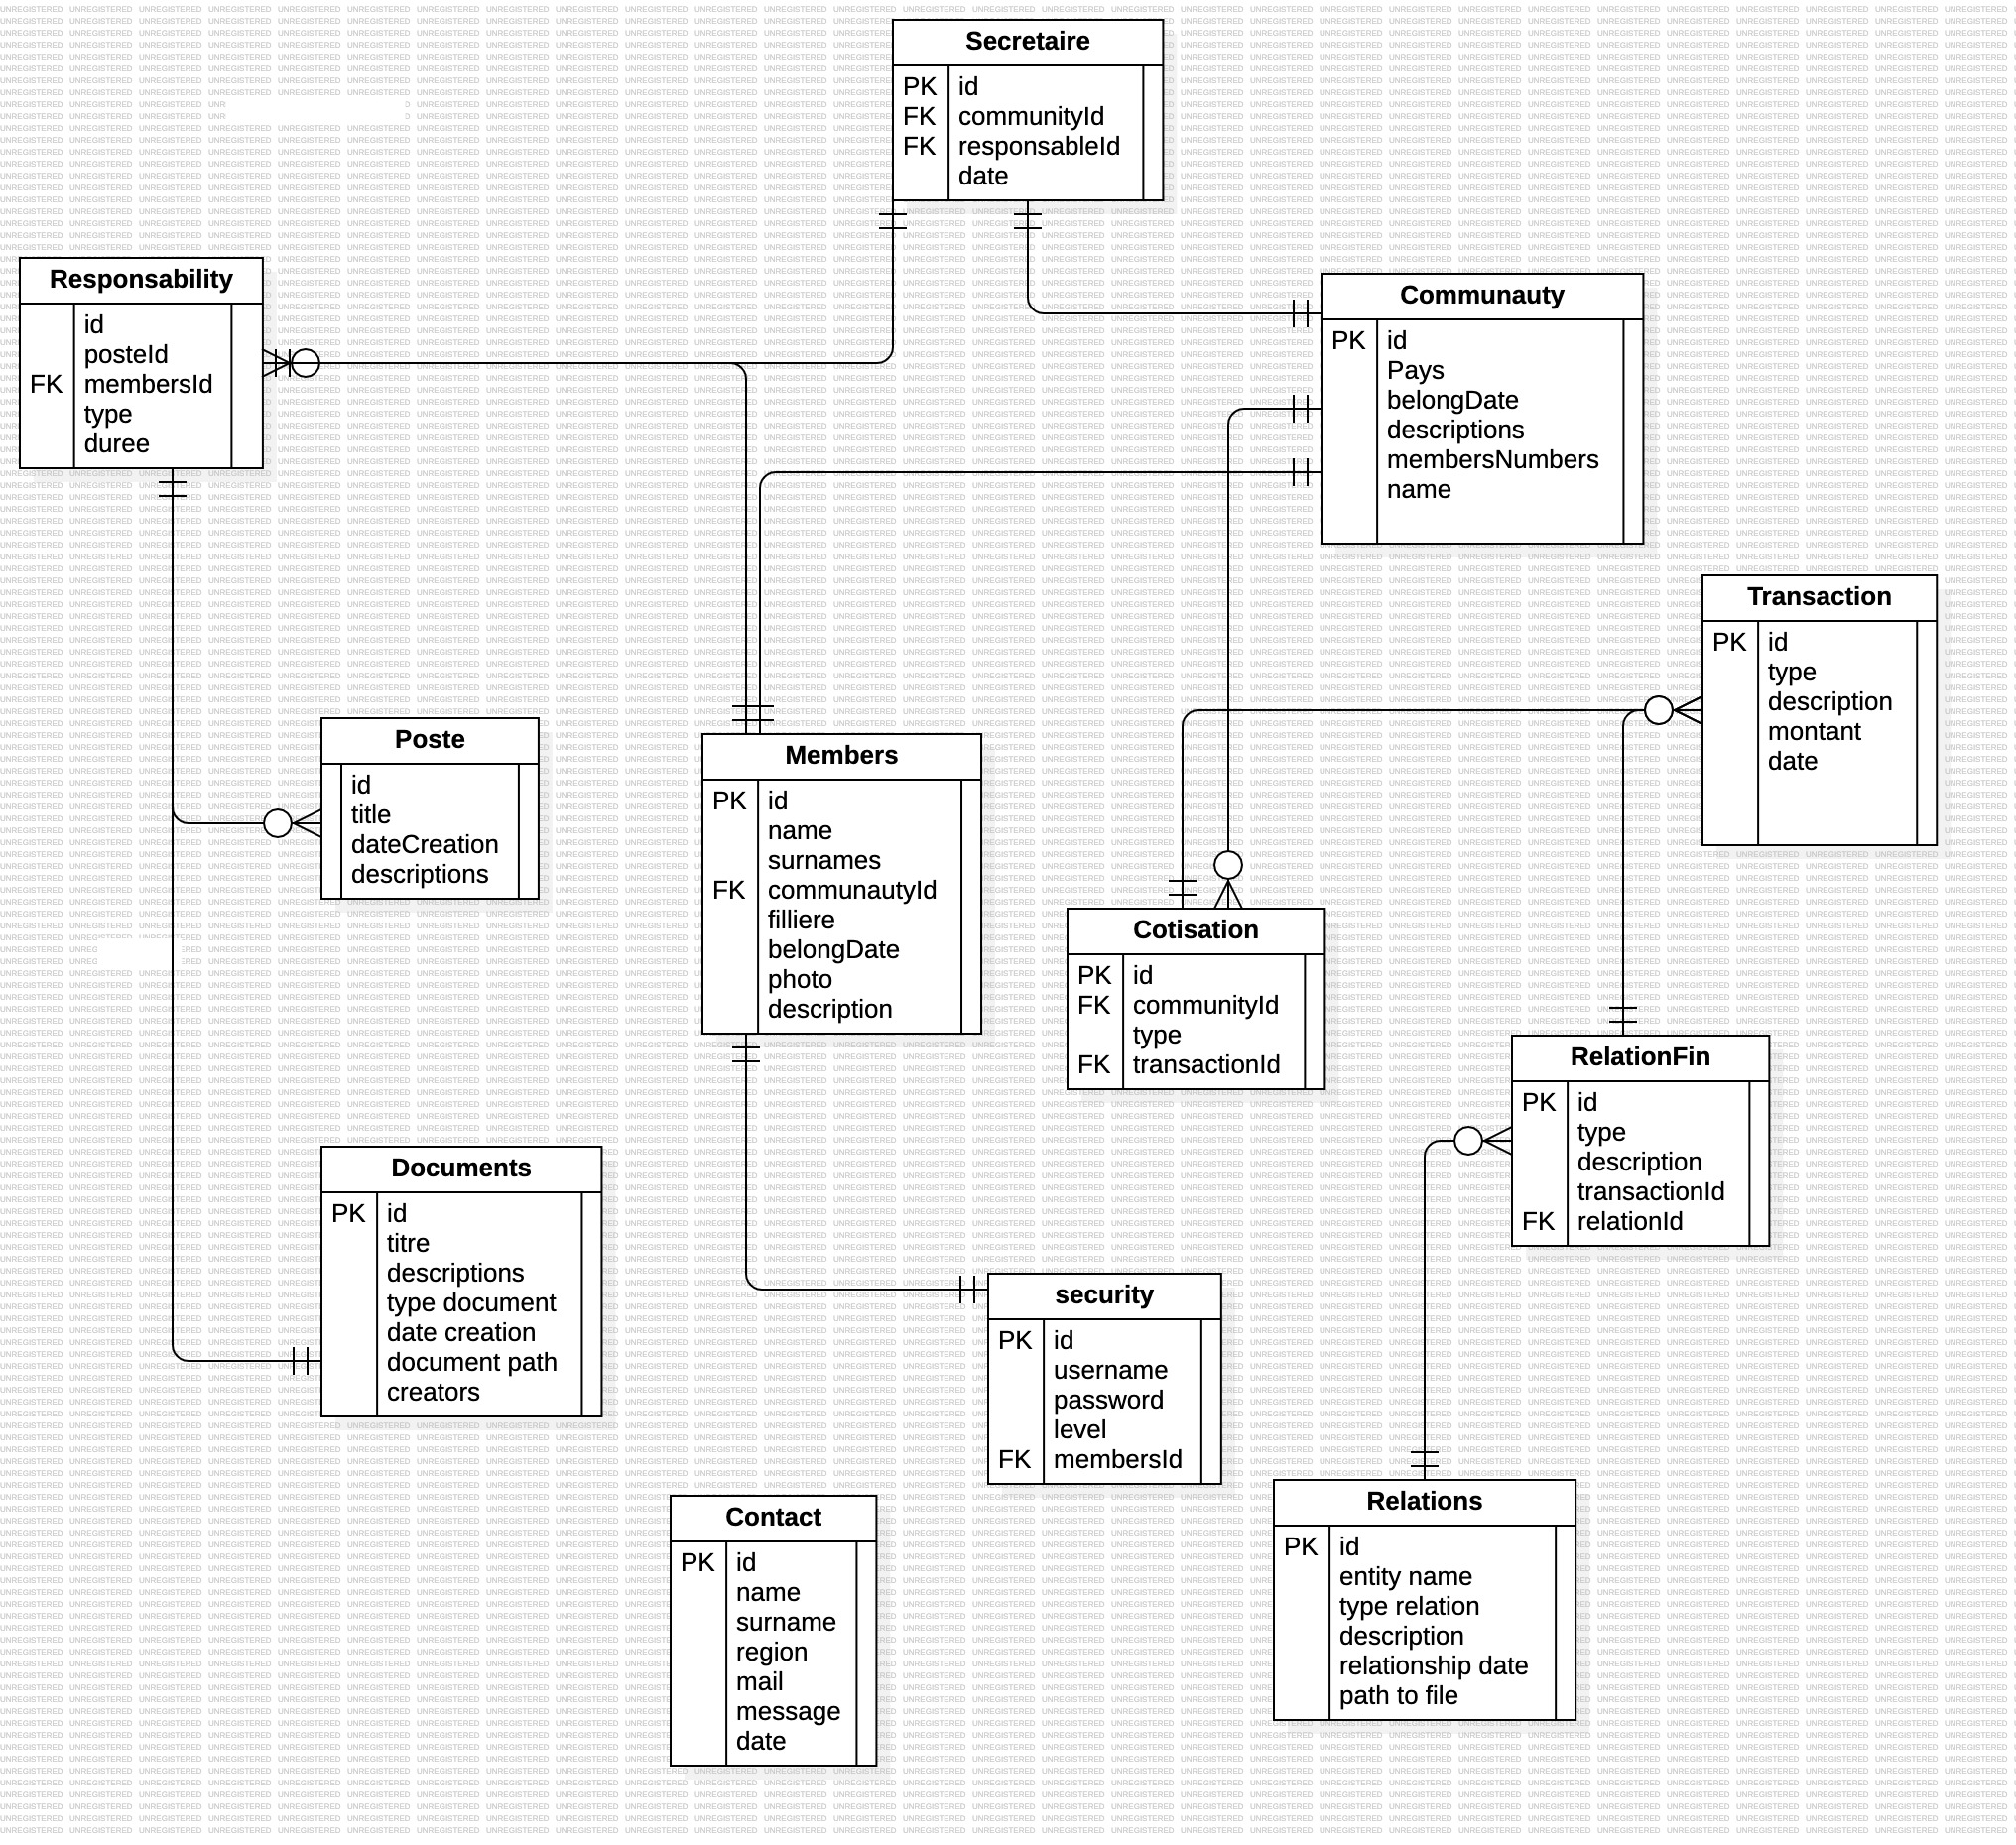 Secretaire
PK id
FK communityId
FK responsableId
date
Responsability
id
posteId
FK membersId
type
duree
Communauty
PK id
Pays
belongDate
descriptions
membersNumbers
name
Transaction
PK id
type
description
montant
date
Poste
id
title
dateCreation
descriptions
Members
PK id
name
surnames
FK communautyId
filliere
belongDate
photo
description
Cotisation
PK id
FK communityId
type
FK transactionId
RelationFin
PK id
type
description
transactionId
FK relationId
Documents
PK id
titre
descriptions
type document
date creation
document path
creators
security
PK id
username
password
level
FK membersId
Contact
PK id
name
surname
region
mail
message
date
Relations
PK id
entity name
type relation
description
relationship date
path to file
UNREGISTERED